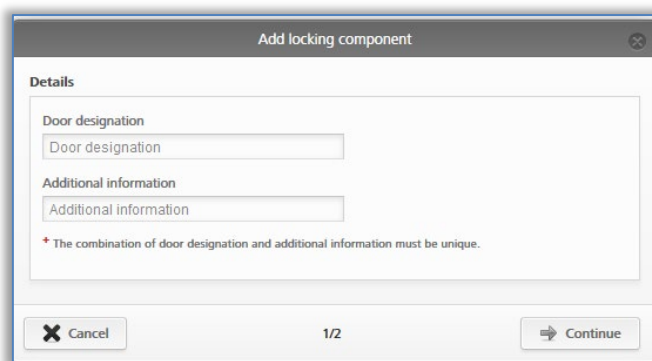 Add locking component
Details
Door designation
Door designation
Additional information
Additional information
* The combination of door designation and additional information must be unique.
Cancel 1/2 Continue